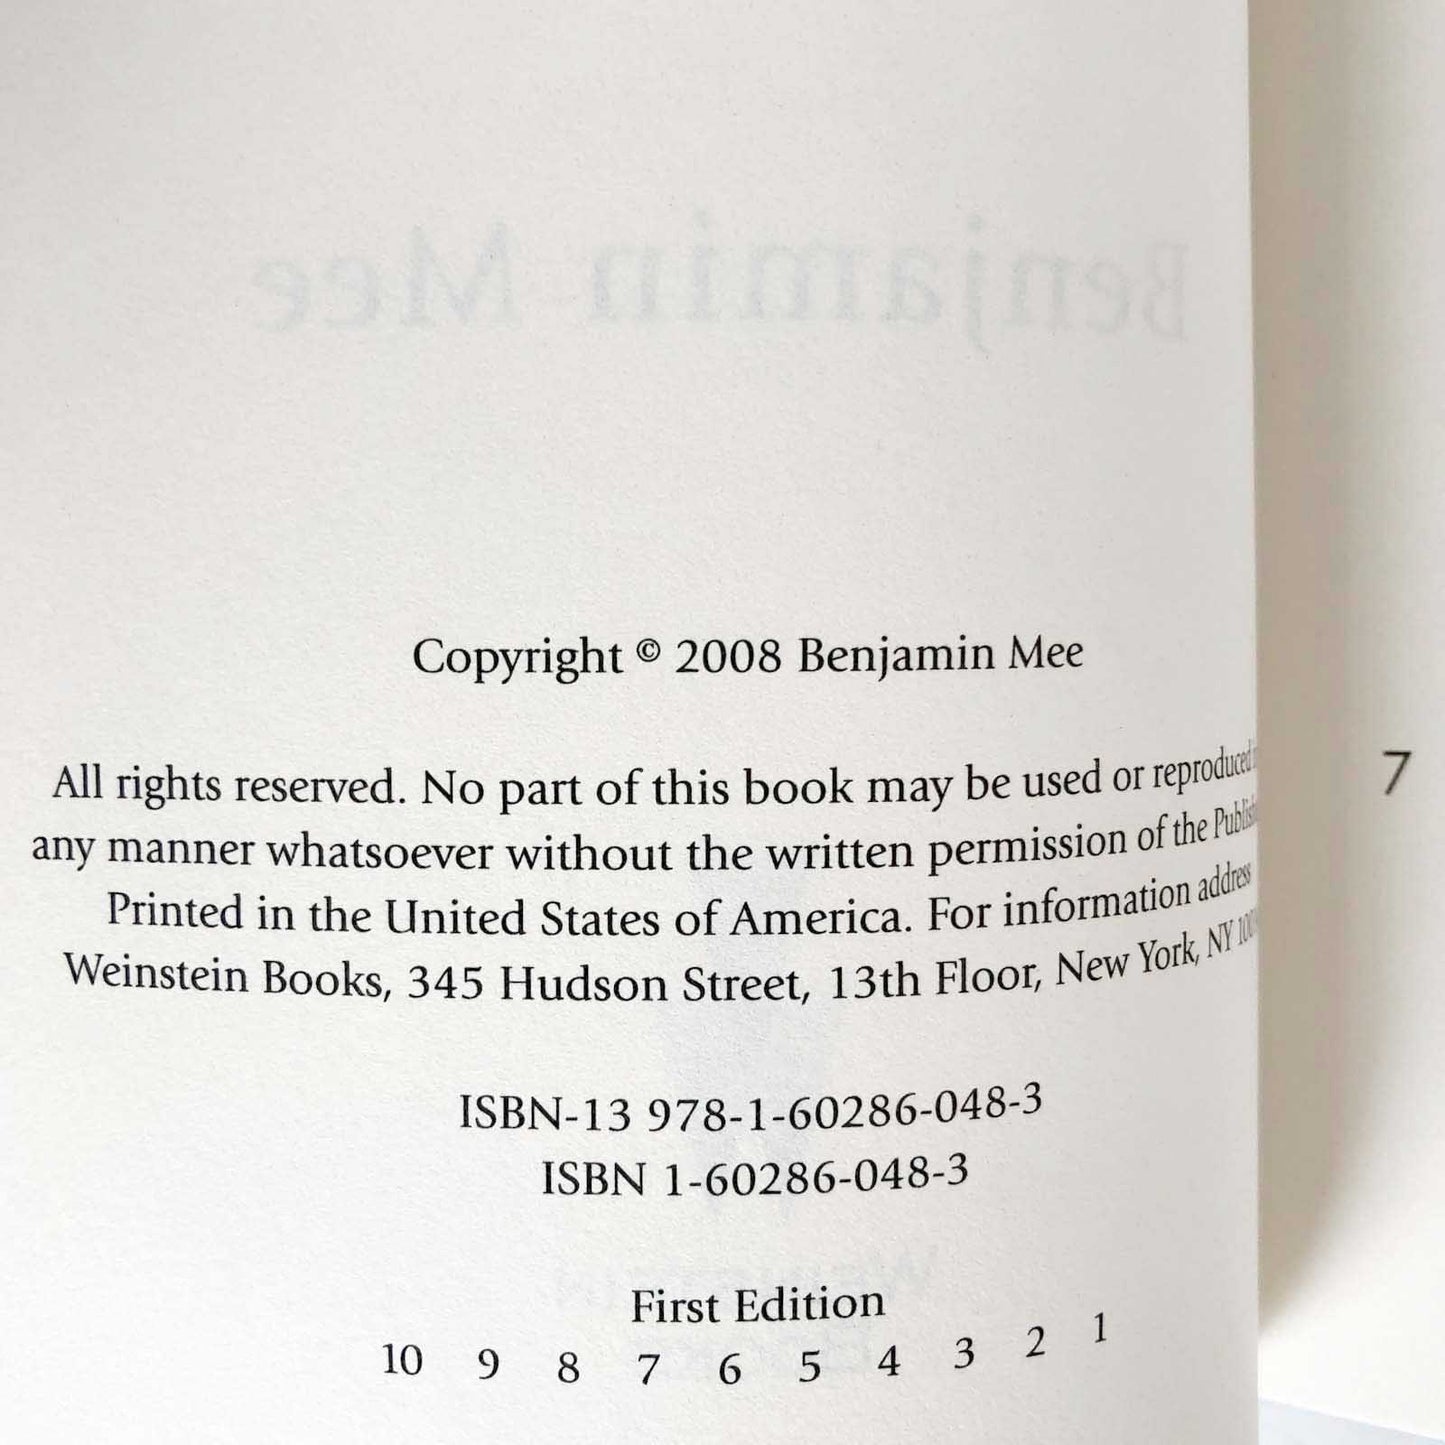 Benjamin Mee
Copyright © 2008 Benjamin Mee
All rights reserved. No part of this book may be used or reproduced
any manner whatsoever without the written permission of the
Printed in the United States of America. For information address
Weinstein Books, 345 Hudson Street, 13th Floor, New York, NY
ISBN-13 978-1-60286-048-3
ISBN 1-60286-048-3
First Edition
10 9 8 7 6 5 4 3 2 1
7